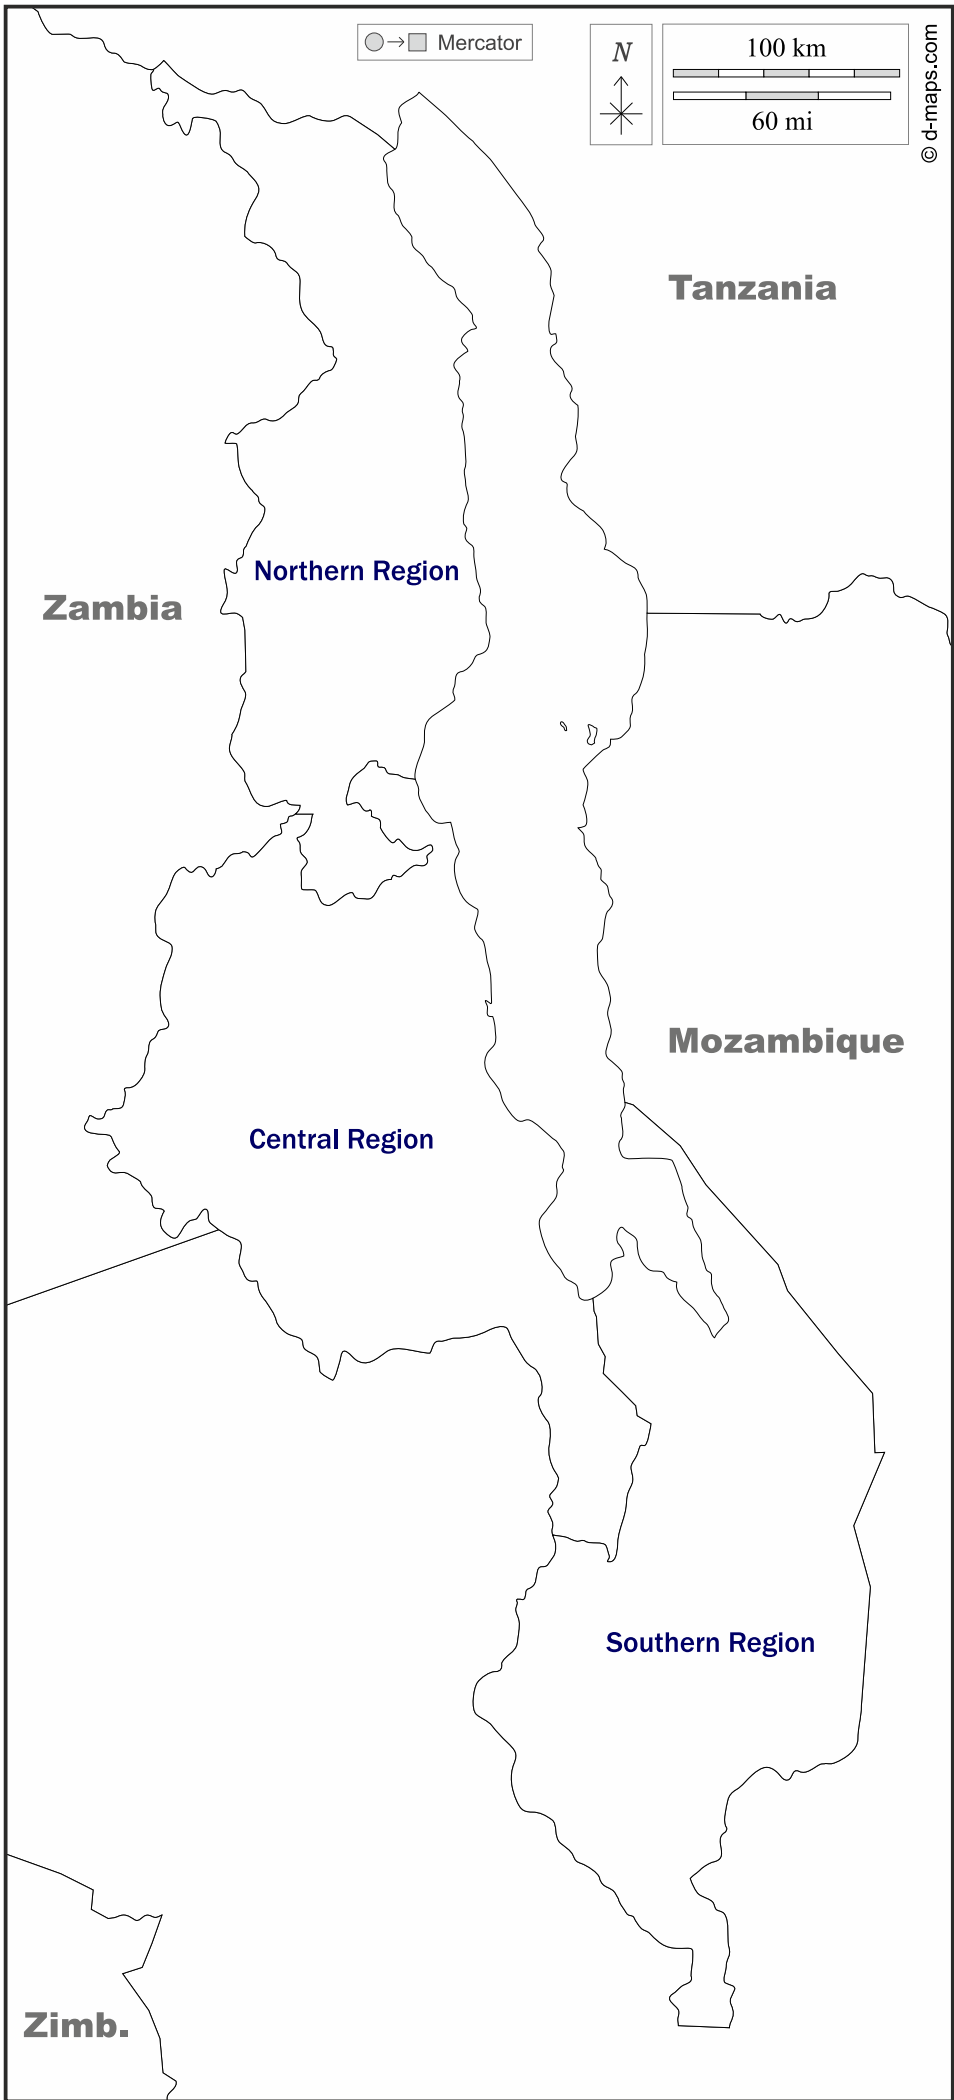 Mercator
N
100 km
60 mi
© d-maps.com
Tanzania
Northern Region
Zambia
Mozambique
Central Region
Southern Region
Zimb.